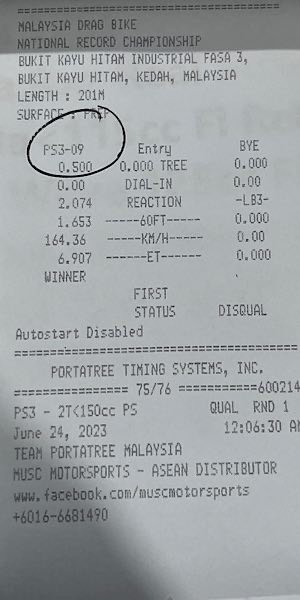 ==============================
MALAYSIA DRAG BIKE
NATIONAL RECORD CHAMPIONSHIP
BUKIT KAYU HITAM INDUSTRIAL FASA 3,
BUKIT KAYU HITAM, KEDAH, MALAYSIA
LENGTH : 201M
SURFACE : PREP
PS3-09 Entry BYE
0.500 0.000 TREE 0.000
0.00 DIAL-IN 0.00
2.074 REACTION -LB3-
1.653 -----60FT------ 0.000
164.36 ------KM/H----- 0.00
6.907 ------ET------- 0.000
WINNER
FIRST
STATUS DISQUAL
Autostart Disabled
==============================
PORTATREE TIMING SYSTEMS, INC.
=============== 75/76 ===========600214
PS3 - 2T<150cc PS QUAL RND 1
June 24, 2023 12:06:30 AM
TEAM PORTATREE MALAYSIA
MUSC MOTORSPORTS - ASEAN DISTRIBUTOR
www.facebook.com/muscmotorsports
+6016-6681490